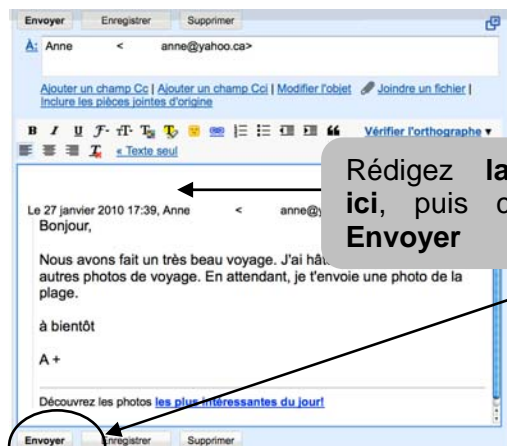 Envoyer Enregistrer Supprimer
À: Anne < anne@yahoo.ca>
Ajouter un champ Cc | Ajouter un champ Cci | Modifier l'objet Joindre un fichier |
Inclure les pièces jointes d'origine
B I U Vérifier l'orthographe
« Texte seul
Rédigez la
ici, puis
Envoyer
Le 27 janvier 2010 17:39, Anne <
Bonjour,
Nous avons fait un très beau voyage. J'ai
autres photos de voyage. En attendant, je t'envoie une photo de la
plage.
à bientôt
A +
Découvrez les photos les plus intéressantes du jour!
Envoyer Enregistrer Supprimer